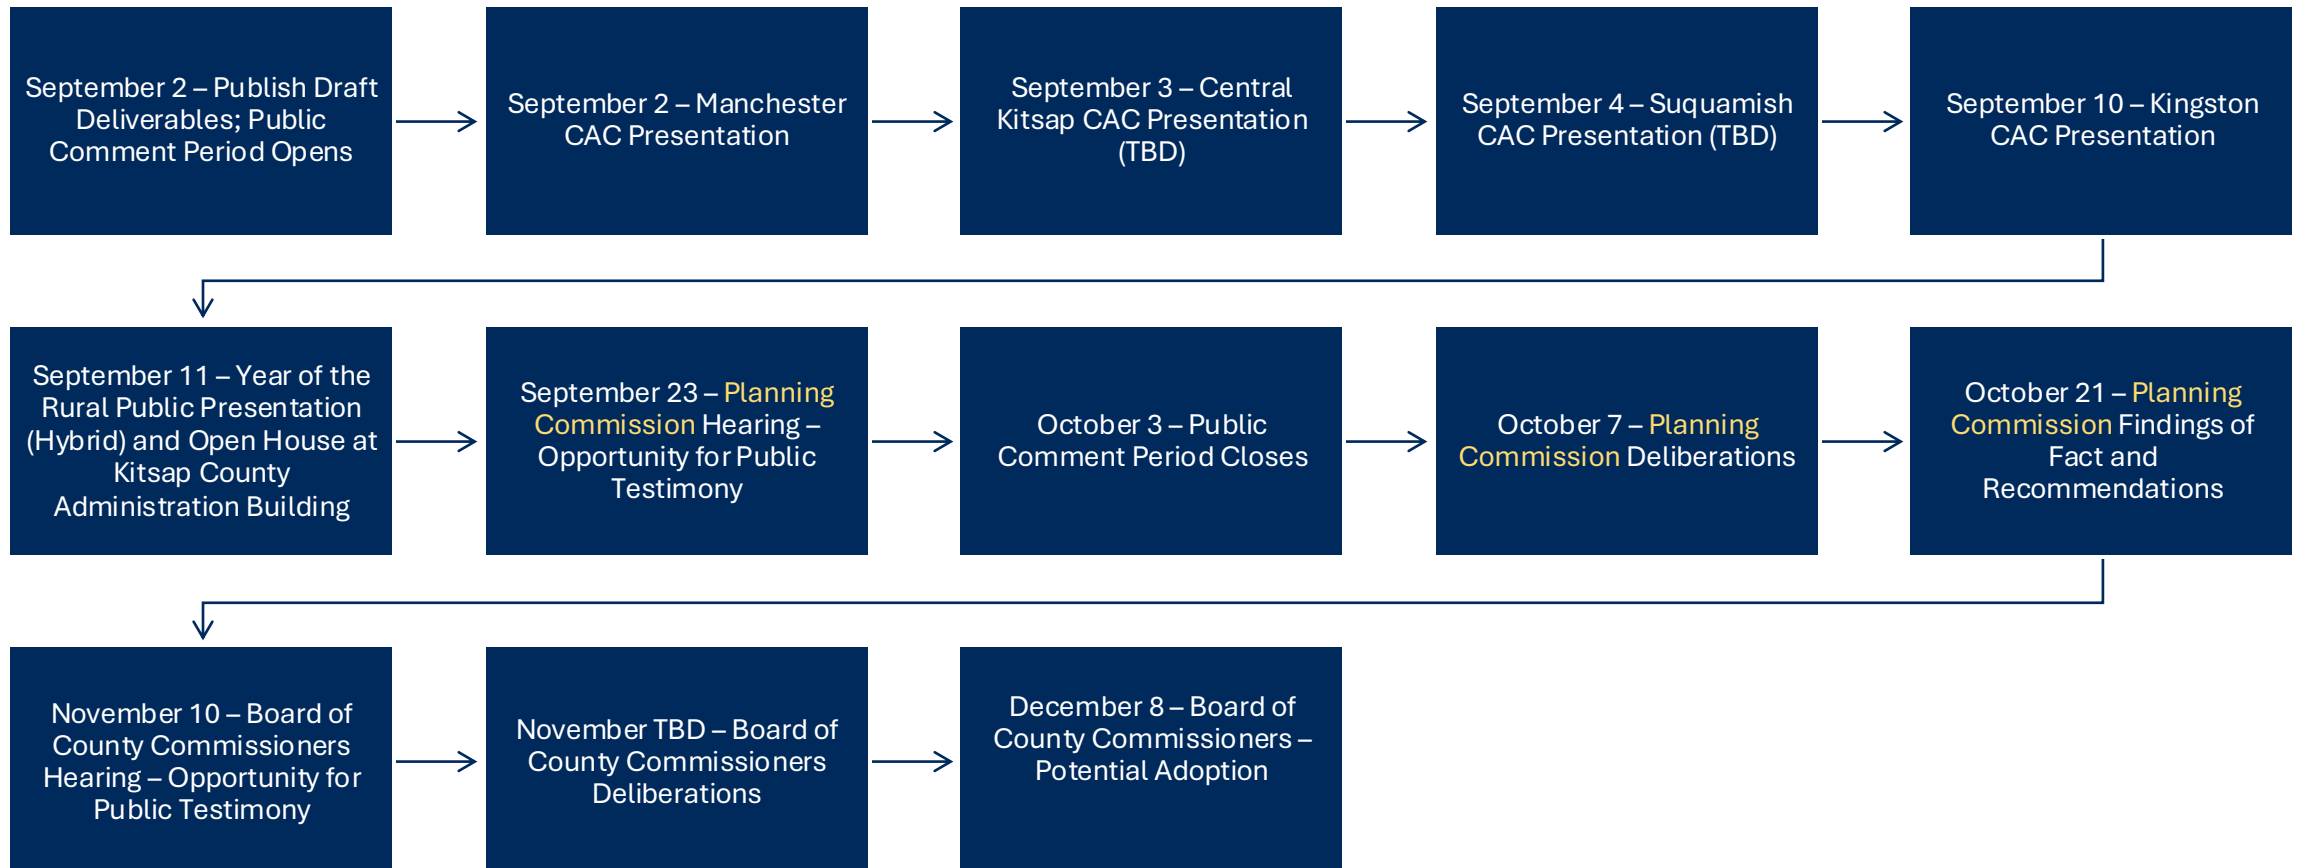 September 2 – Publish Draft
Deliverables; Public
Comment Period Opens
September 2 – Manchester
CAC Presentation
September 3 – Central
Kitsap CAC Presentation
(TBD)
September 4 – Suquamish
CAC Presentation (TBD)
September 10 – Kingston
CAC Presentation
September 11 – Year of the
Rural Public Presentation
(Hybrid) and Open House at
Kitsap County
Administration Building
September 23 – Planning
Commission Hearing –
Opportunity for Public
Testimony
October 3 – Public
Comment Period Closes
October 7 – Planning
Commission Deliberations
October 21 – Planning
Commission Findings of
Fact and
Recommendations
November 10 – Board of
County Commissioners
Hearing – Opportunity for
Public Testimony
November TBD – Board of
County Commissioners
Deliberations
December 8 – Board of
County Commissioners –
Potential Adoption